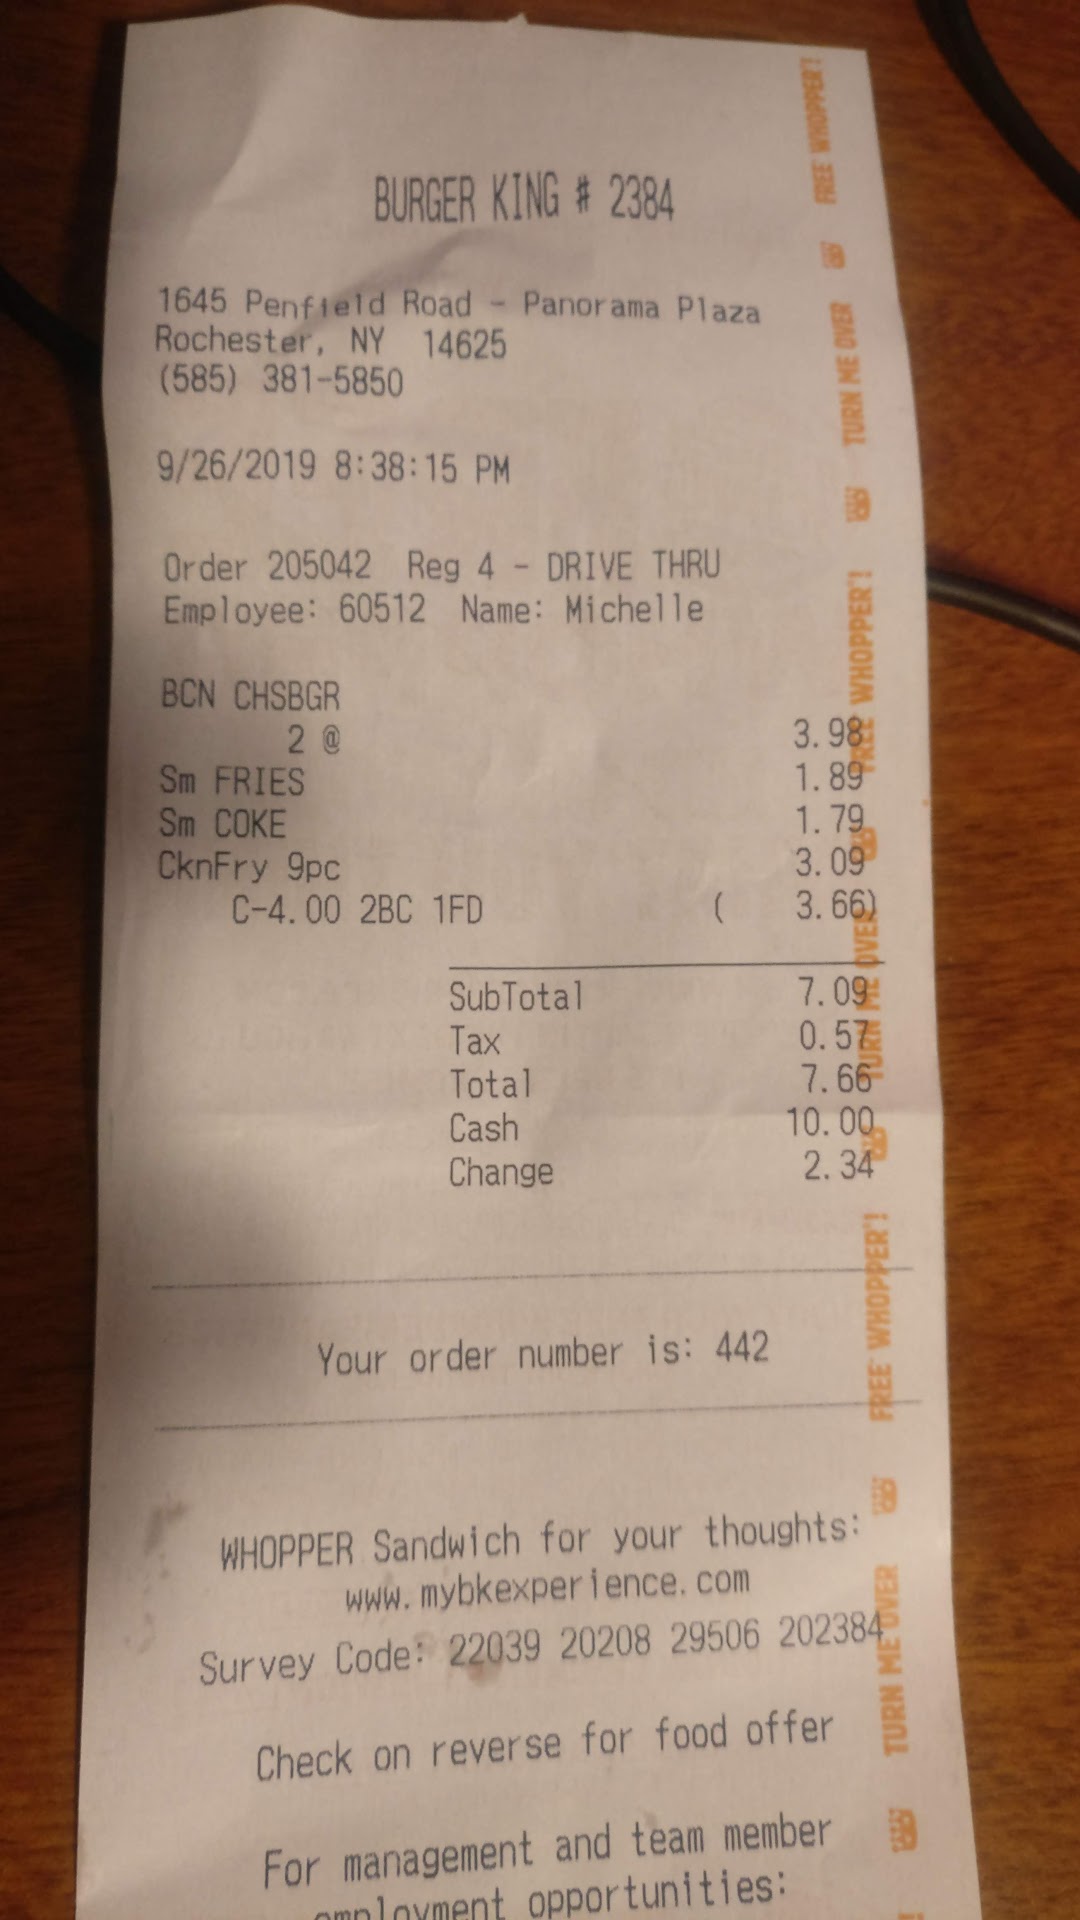 BURGER KING # 2384
1645 Penfield Road - Panorama Plaza
Rochester, NY 14625
(585) 381-5850
9/26/2019 8:38:15 PM
Order 205042 Reg 4 - DRIVE THRU
Employee: 60512 Name: Michelle
BCN CHSBGR
2 @ 3.98
Sm FRIES 1.89
Sm COKE 1.79
CknFry 9pc 3.09
C-4.00 2BC 1FD ( 3.66)
SubTotal 7.09
Tax 0.57
Total 7.66
Cash 10.00
Change 2.34
Your order number is: 442
WHOPPER Sandwich for your thoughts:
www.mybkexperience.com
Survey Code: 22039 20208 29506 202384
Check on reverse for food offer
For management and team member
employment opportunities:
FREE WHOPPER!
TURN ME OVER
FREE WHOPPER!
TURN ME OVER
FREE WHOPPER!
TURN ME OVER